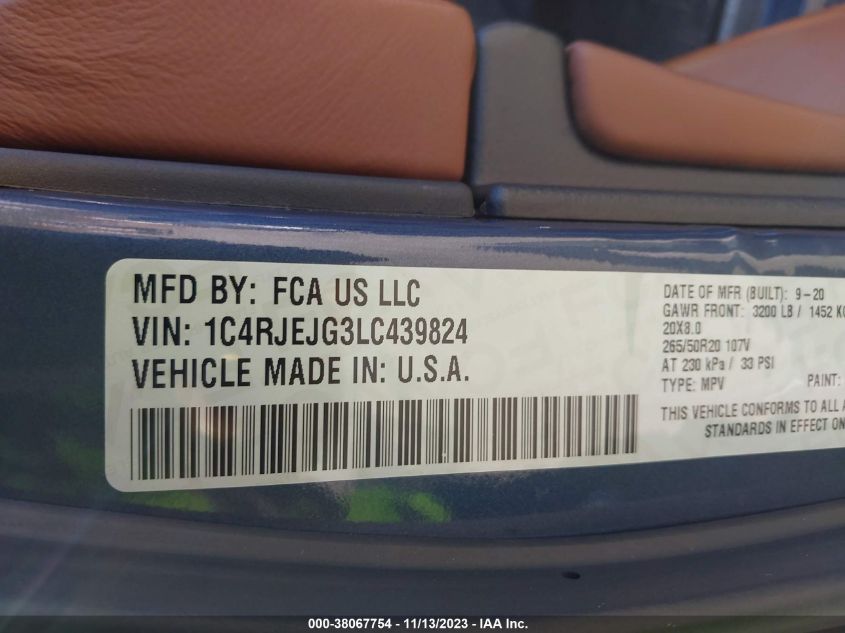 MFD BY: FCA US LLC
VIN: 1C4RJEJG3LC439824
VEHICLE MADE IN: U.S.A.
DATE OF MFR (BUILT): 9-20
GAWR FRONT: 3200 LB / 1452 KG
20X8.0
265/50R20 107V
AT 230 kPa / 33 PSI
TYPE: MPV PAINT:
THIS VEHICLE CONFORMS TO ALL
STANDARDS IN EFFECT ON
000-38067754 - 11/13/2023 - IAA Inc.